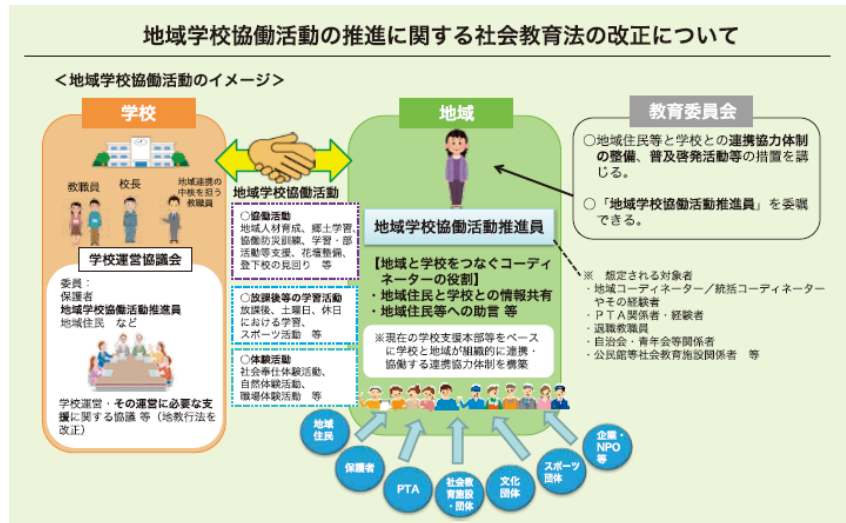 地域学校協働活動の推進に関する社会教育法の改正について
＜地域学校協働活動のイメージ＞
学校
教職員
校長
地域連携の
中核を担う
教職員
学校運営協議会
委員：
保護者
地域学校協働活動推進員
地域住民　など
学校運営・その運営に必要な支
援に関する協議 等（地教行法を
改正）
地域学校協働活動
○協働活動
地域人材育成、郷土学習、
協働防災訓練、学習・部
活動等支援、花壇整備、
登下校の見回り　等
○放課後等の学習活動
放課後、土曜日、休日
における学習、
スポーツ活動　等
○体験活動
社会奉仕体験活動、
自然体験活動、
職場体験活動　等
地域
地域学校協働活動推進員
【地域と学校をつなぐコーディ
ネーターの役割】
・地域住民と学校との情報共有
・地域住民等への助言 等
※現在の学校支援本部等をベース
に学校と地域が組織的に連携・
協働する連携協力体制を構築
地域
住民
保護者
PTA
社会教
育施設
・団体
文化
団体
スポーツ
団体
企業・
NPO
等
教育委員会
○地域住民等と学校との連携協力体制
の整備、普及啓発活動等の措置を講
じる。
○「地域学校協働活動推進員」を委嘱
できる。
※　想定される対象者
・地域コーディネーター／統括コーディネーター
やその経験者
・ＰＴＡ関係者・経験者
・退職教職員
・自治会・青年会等関係者
・公民館等社会教育施設関係者　等